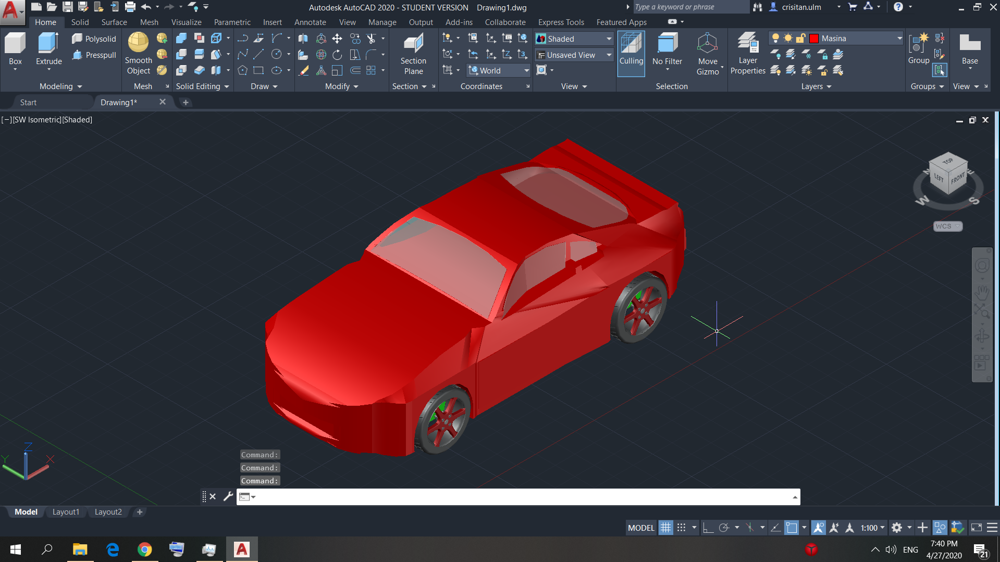 Autodesk AutoCAD 2020 - STUDENT VERSION Drawing1.dwg
Type a keyword or phrase
crisitan.ulm
Home Solid Surface Mesh Visualize Parametric Insert Annotate View Manage Output Add-ins Collaborate Express Tools Featured Apps
Box
Extrude
Polysolid
Presspull
Modeling
Smooth
Object
Mesh
Solid Editing
Draw
Modify
Section
Plane
Section
World
Coordinates
Shaded
Unsaved View
View
Culling
No Filter
Move
Gizmo
Selection
Layer
Properties
Masina
Layers
Group
Groups
Base
View
Start
Drawing1*
[−][SW Isometric][Shaded]
TOP
LEFT
FRONT
N
E
W
S
WCS
Z
Y
X
Command:
Command:
Command:
Model Layout1 Layout2
MODEL
1:100
ENG
7:40 PM
4/27/2020
21